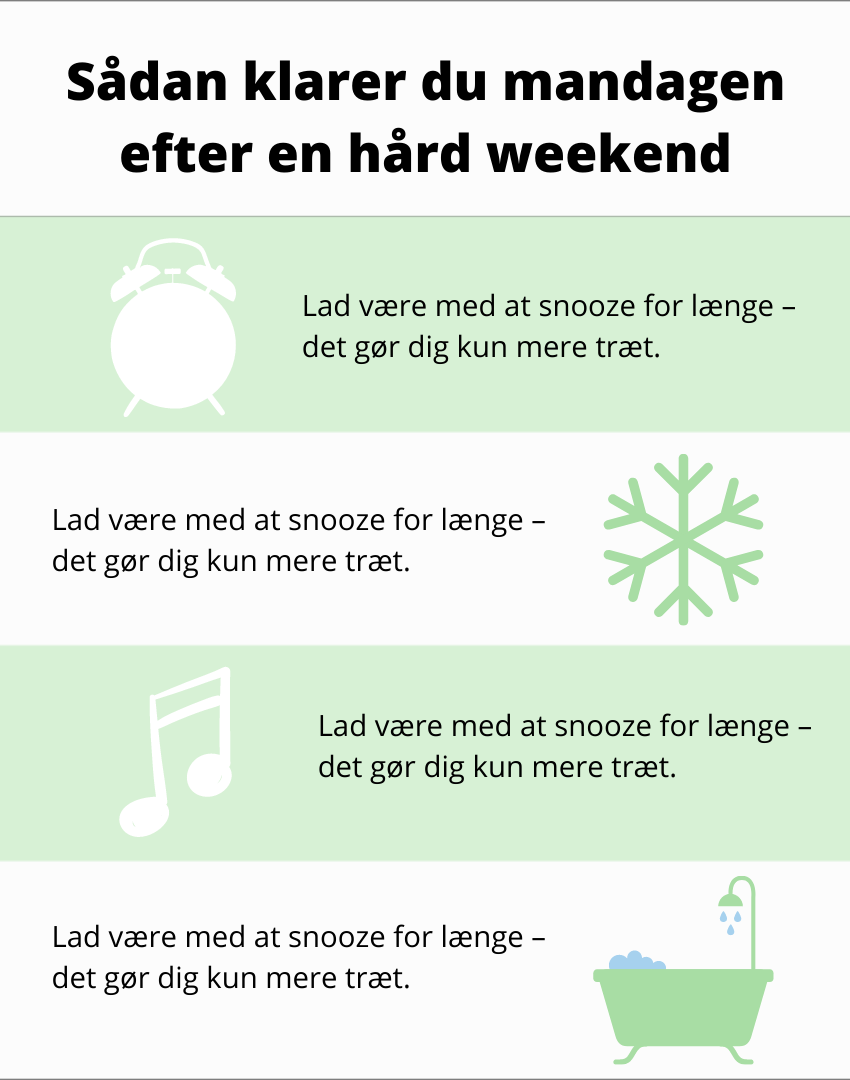 Sådan klarer du mandagen
efter en hård weekend
Lad være med at snooze for længe –
det gør dig kun mere træt.
Lad være med at snooze for længe –
det gør dig kun mere træt.
Lad være med at snooze for længe –
det gør dig kun mere træt.
Lad være med at snooze for længe –
det gør dig kun mere træt.